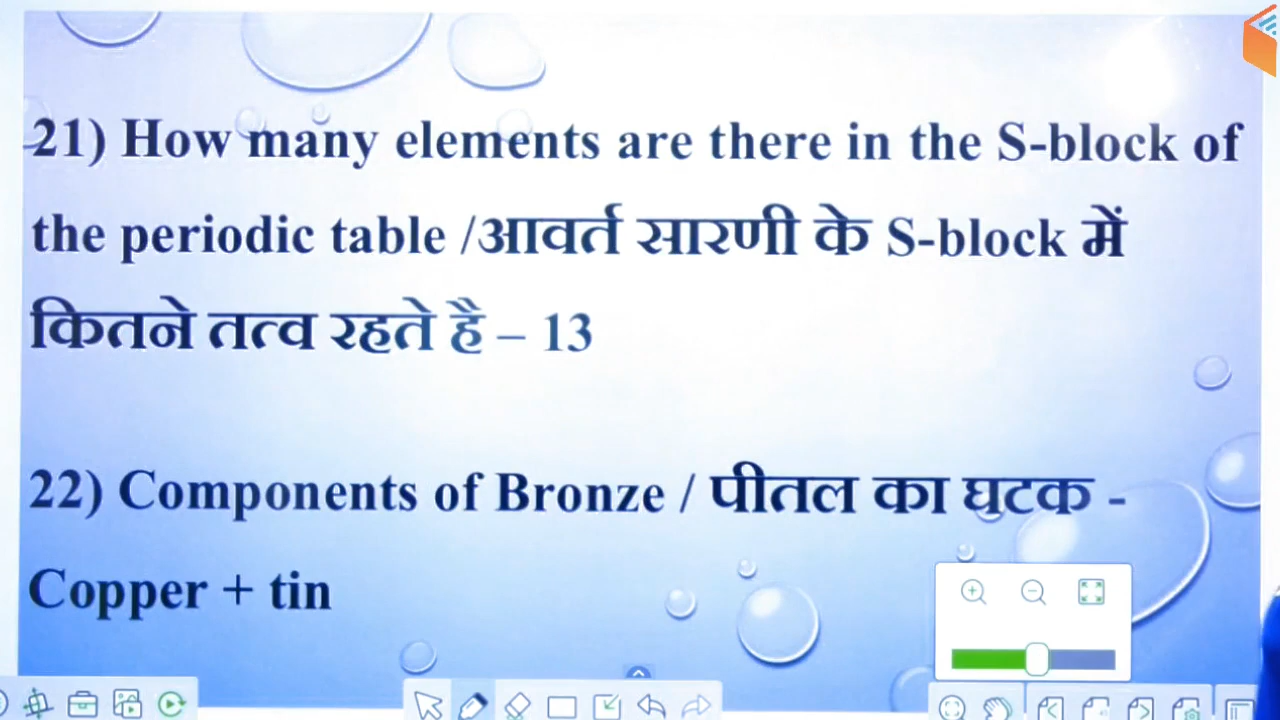 21) How many elements are there in the S-block of
the periodic table /आवर्त सारणी के S-block में
कितने तत्व रहते है – 13
22) Components of Bronze / पीतल का घटक -
Copper + tin